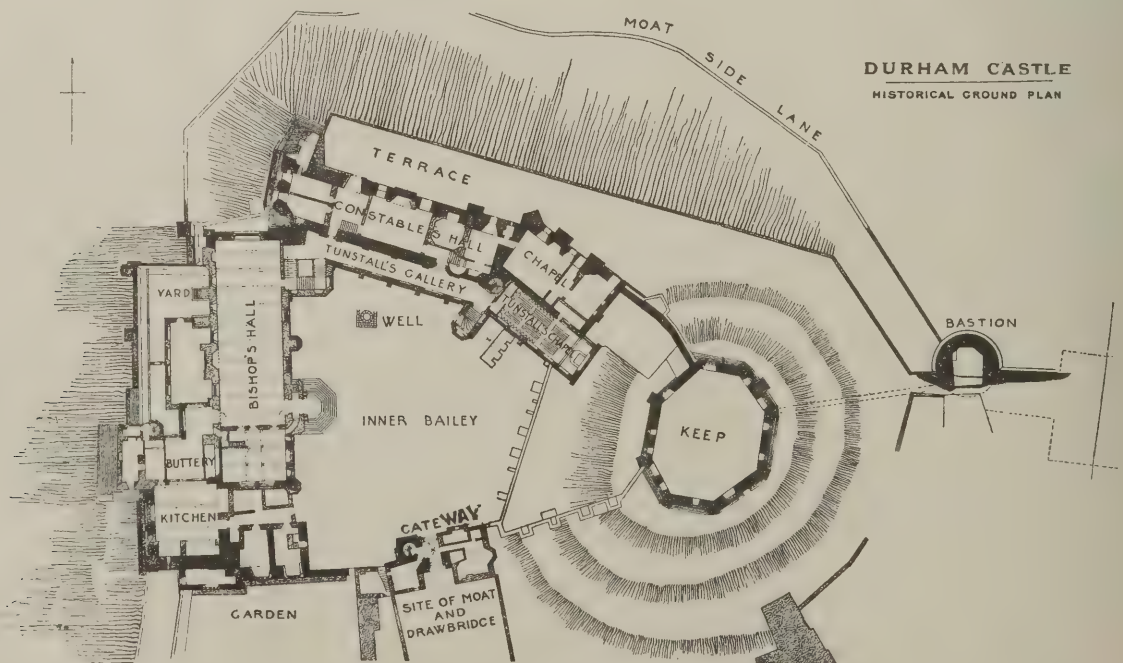 MOAT SIDE LANE
DURHAM CASTLE
HISTORICAL GROUND PLAN
TERRACE
CONSTABLE'S HALL
TUNSTALL'S GALLERY
CHAPEL
TUNSTALL'S CHAPEL
YARD
BISHOP'S HALL
WELL
BASTION
INNER BAILEY
KEEP
BUTTERY
KITCHEN
GATEWAY
GARDEN
SITE OF MOAT
AND
DRAWBRIDGE